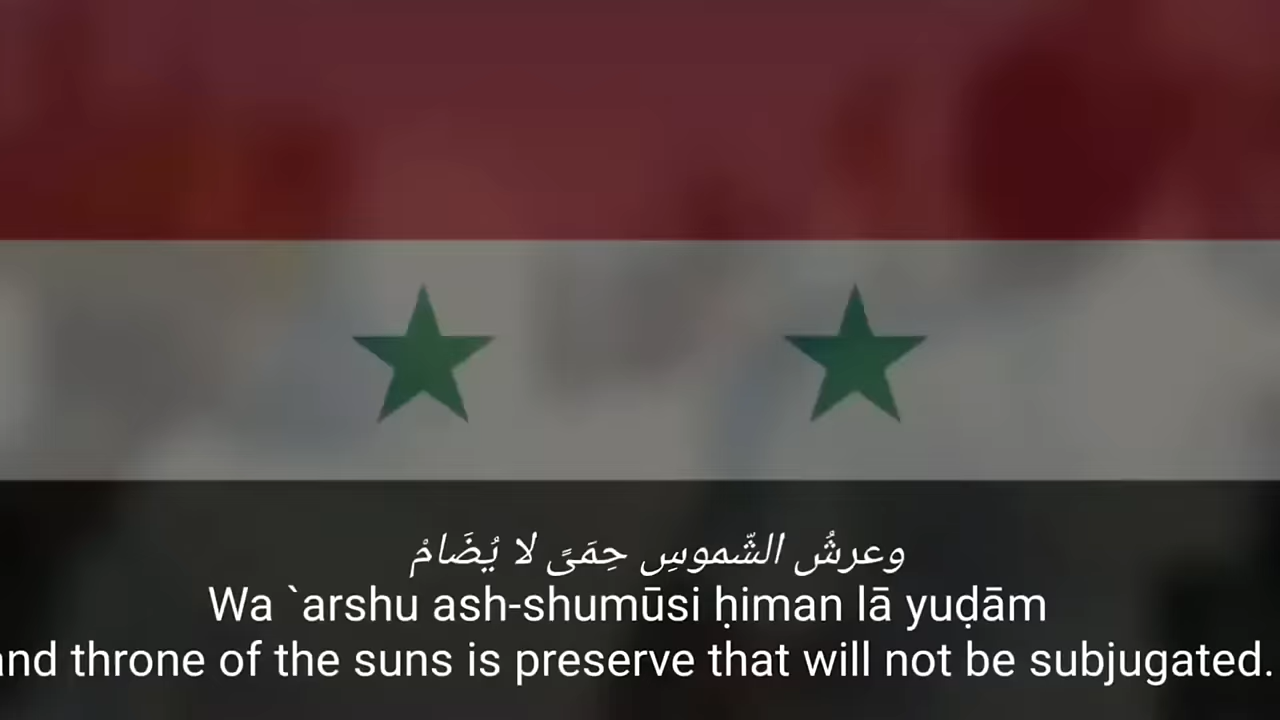 وعرشُ الشّموسِ حِمَىً لا يُضَامْ
Wa `arshu ash-shumūsi ḥiman lā yuḍām
and throne of the suns is preserve that will not be subjugated.